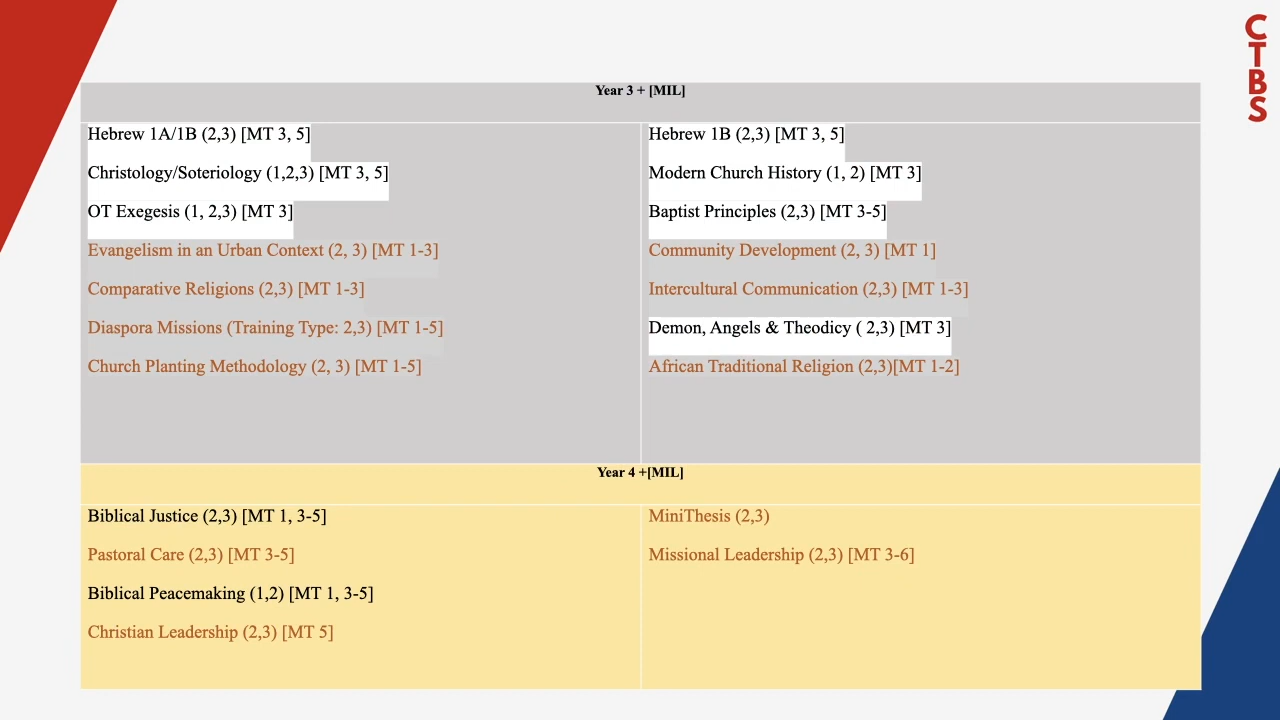 C
T
B
S
Year 3 + [MIL]
Hebrew 1A/1B (2,3) [MT 3, 5]
Christology/Soteriology (1,2,3) [MT 3, 5]
OT Exegesis (1, 2,3) [MT 3]
Evangelism in an Urban Context (2, 3) [MT 1-3]
Comparative Religions (2,3) [MT 1-3]
Diaspora Missions (Training Type: 2,3) [MT 1-5]
Church Planting Methodology (2, 3) [MT 1-5]
Hebrew 1B (2,3) [MT 3, 5]
Modern Church History (1, 2) [MT 3]
Baptist Principles (2,3) [MT 3-5]
Community Development (2, 3) [MT 1]
Intercultural Communication (2,3) [MT 1-3]
Demon, Angels & Theodicy ( 2,3) [MT 3]
African Traditional Religion (2,3)[MT 1-2]
Year 4 +[MIL]
Biblical Justice (2,3) [MT 1, 3-5]
Pastoral Care (2,3) [MT 3-5]
Biblical Peacemaking (1,2) [MT 1, 3-5]
Christian Leadership (2,3) [MT 5]
MiniThesis (2,3)
Missional Leadership (2,3) [MT 3-6]